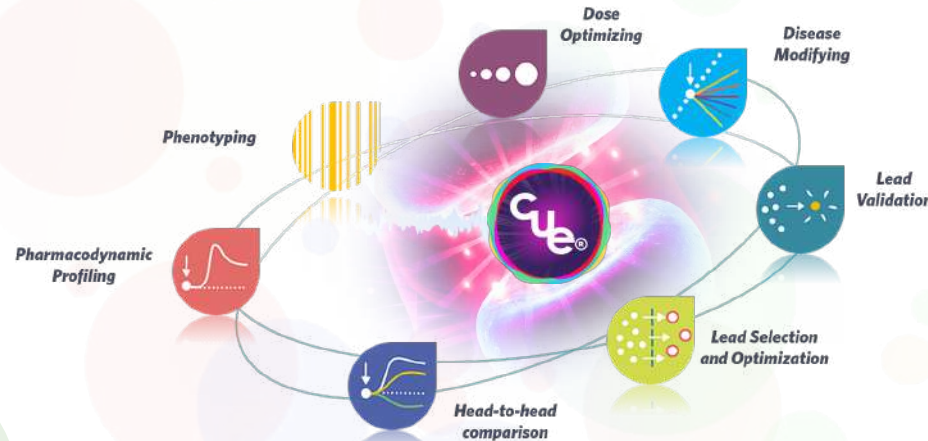 Dose
Optimizing
Disease
Modifying
Phenotyping
Lead
Validation
cue®
Pharmacodynamic
Profiling
Lead Selection
and Optimization
Head-to-head
comparison